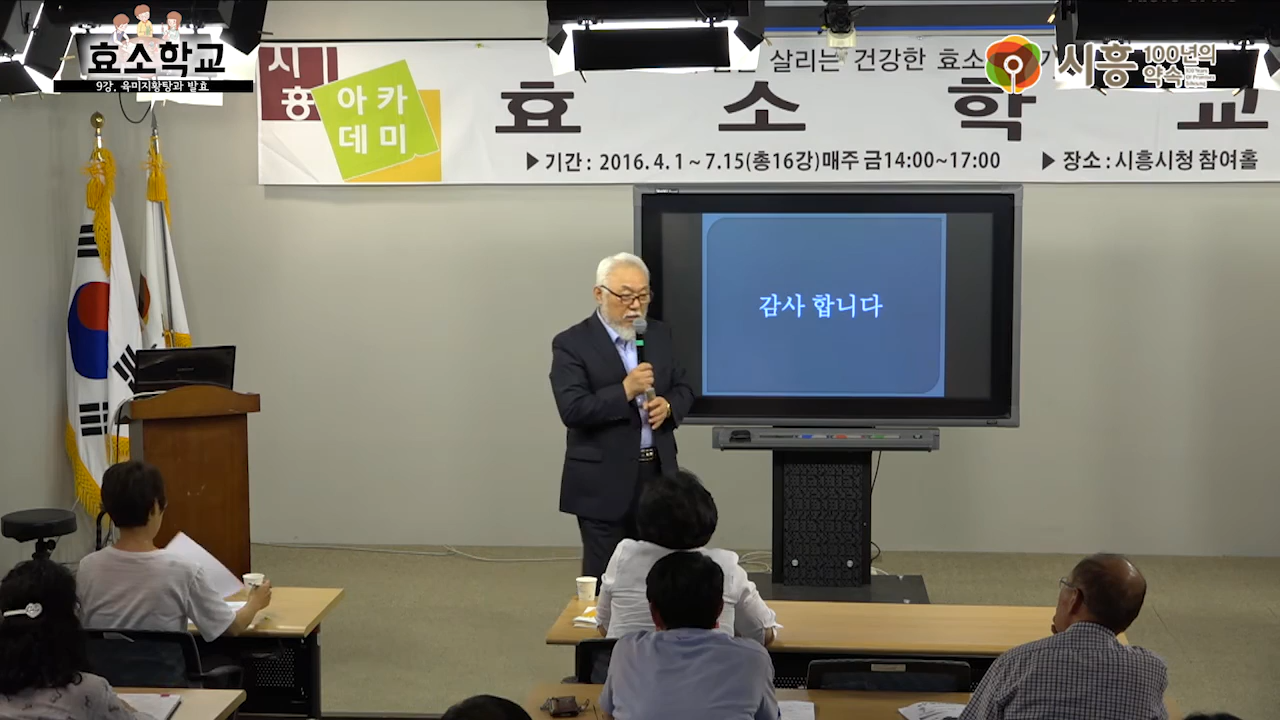 효소학교
9강. 육미지황탕과 발효
시흥
아카데미
살리는 건강한 효소
시흥
100년의
약속
효 소 학 교
▶기간 : 2016. 4. 1 ~ 7.15(총16강)매주 금14:00~17:00
▶장소 : 시흥시청 참여홀
감사 합니다